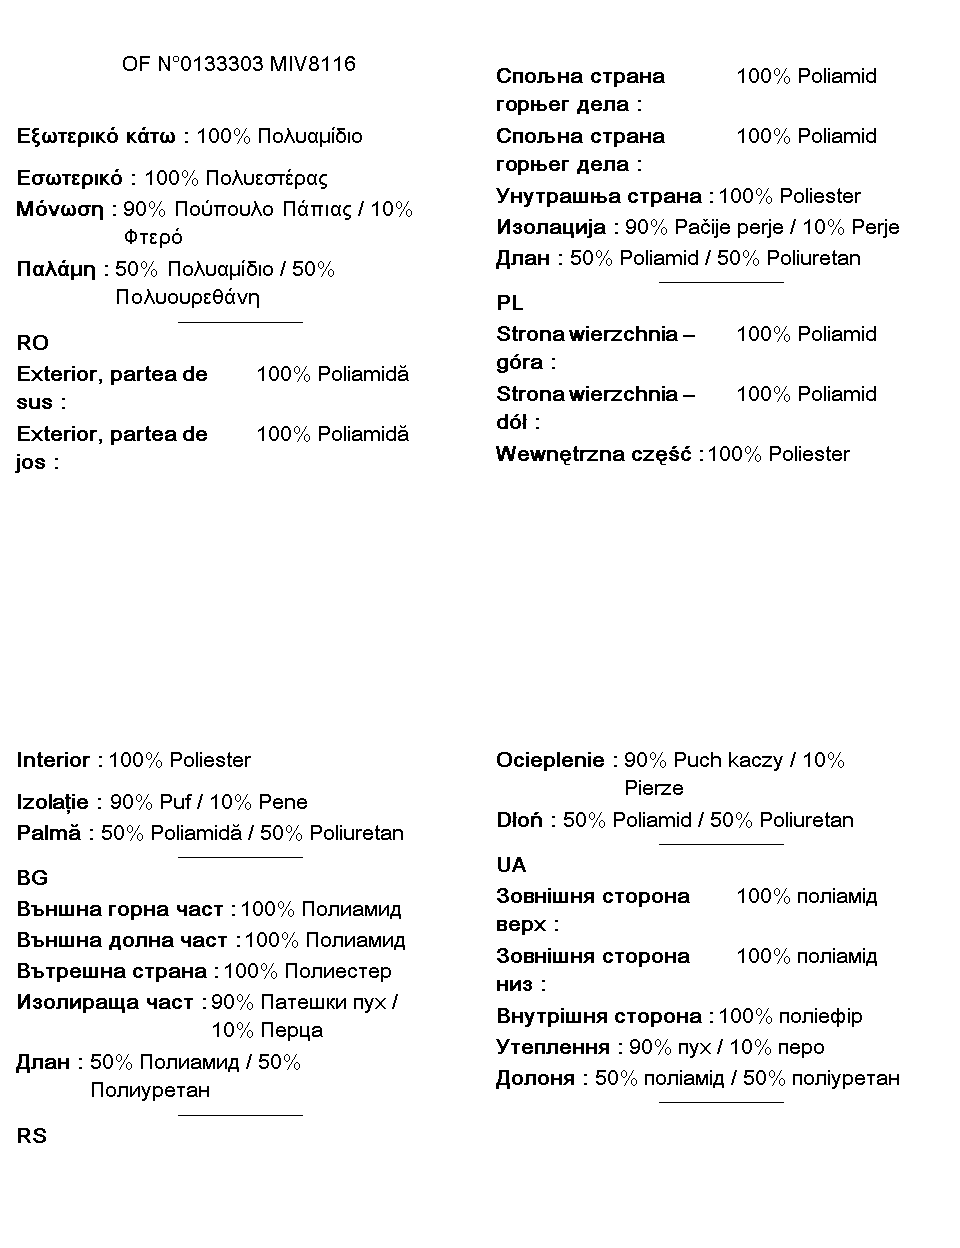 OF N°0133303 MIV8116
Εξωτερικό κάτω : 100% Πολυαμίδιο
Εσωτερικό : 100% Πολυεστέρας
Μόνωση : 90% Πούπουλο Πάπιας / 10%
Φτερό
Παλάμη : 50% Πολυαμίδιο / 50%
Πολυουρεθάνη
RO
Exterior, partea de 100% Poliamidă
sus :
Exterior, partea de 100% Poliamidă
jos :
Interior : 100% Poliester
Izolație : 90% Puf / 10% Pene
Palmă : 50% Poliamidă / 50% Poliuretan
BG
Външна горна част : 100% Полиамид
Външна долна част : 100% Полиамид
Вътрешна страна : 100% Полиестер
Изолираща част : 90% Патешки пух /
10% Перца
Длан : 50% Полиамид / 50%
Полиуретан
RS
Спољна страна 100% Poliamid
горњег дела :
Спољна страна 100% Poliamid
горњег дела :
Унутрашња страна : 100% Poliester
Изолација : 90% Pačije perje / 10% Perje
Длан : 50% Poliamid / 50% Poliuretan
PL
Strona wierzchnia – 100% Poliamid
góra :
Strona wierzchnia – 100% Poliamid
dół :
Wewnętrzna część : 100% Poliester
Ocieplenie : 90% Puch kaczy / 10%
Pierze
Dłoń : 50% Poliamid / 50% Poliuretan
UA
Зовнішня сторона 100% поліамід
верх :
Зовнішня сторона 100% поліамід
низ :
Внутрішня сторона : 100% поліефір
Утеплення : 90% пух / 10% перо
Долоня : 50% поліамід / 50% поліуретан